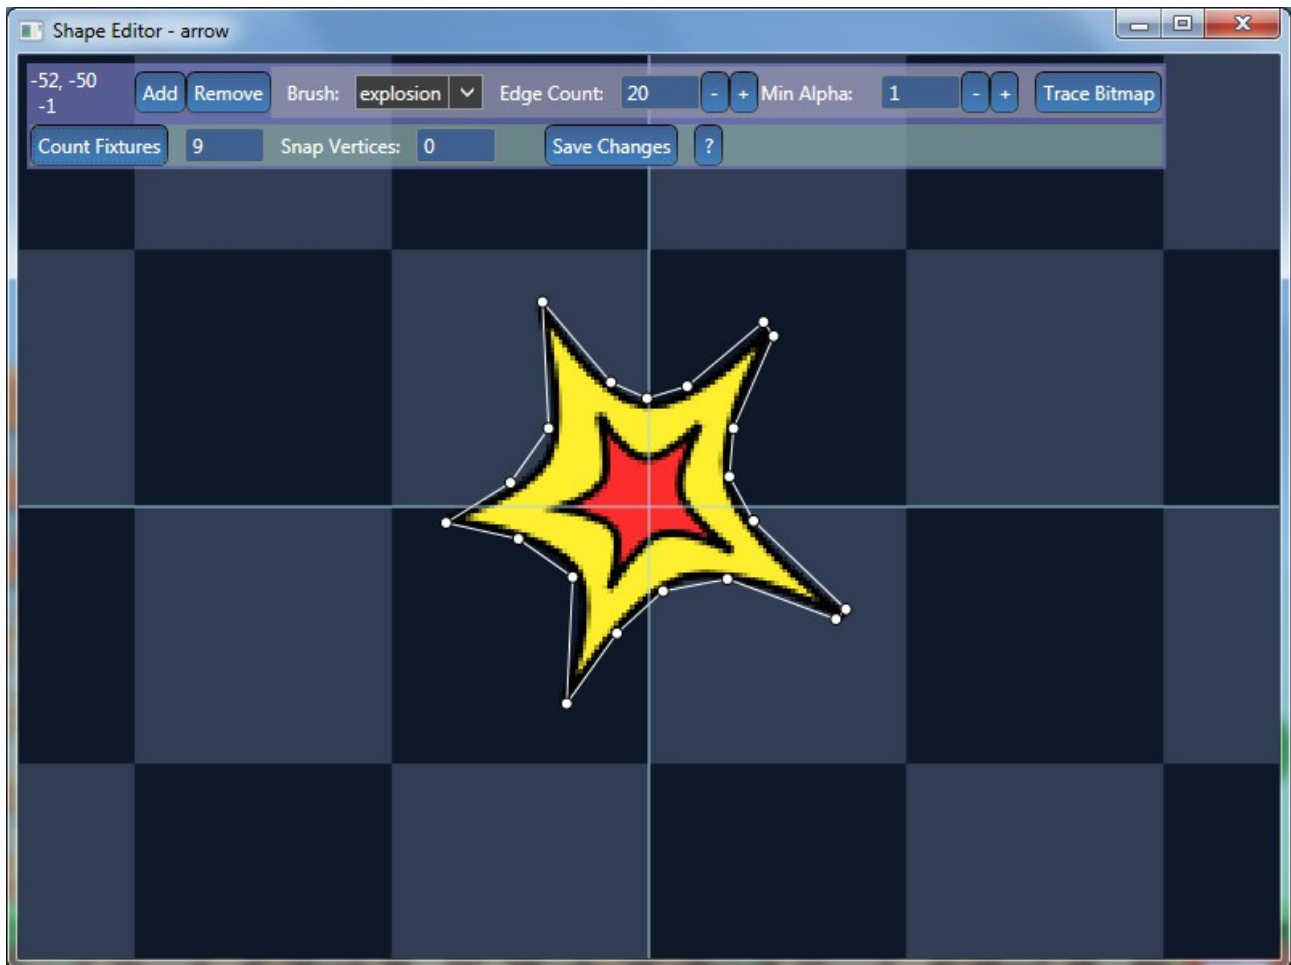 Shape Editor - arrow
-52, -50
-1
Add Remove Brush: explosion Edge Count: 20 - + Min Alpha: 1 - + Trace Bitmap
Count Fixtures 9 Snap Vertices: 0 Save Changes ?